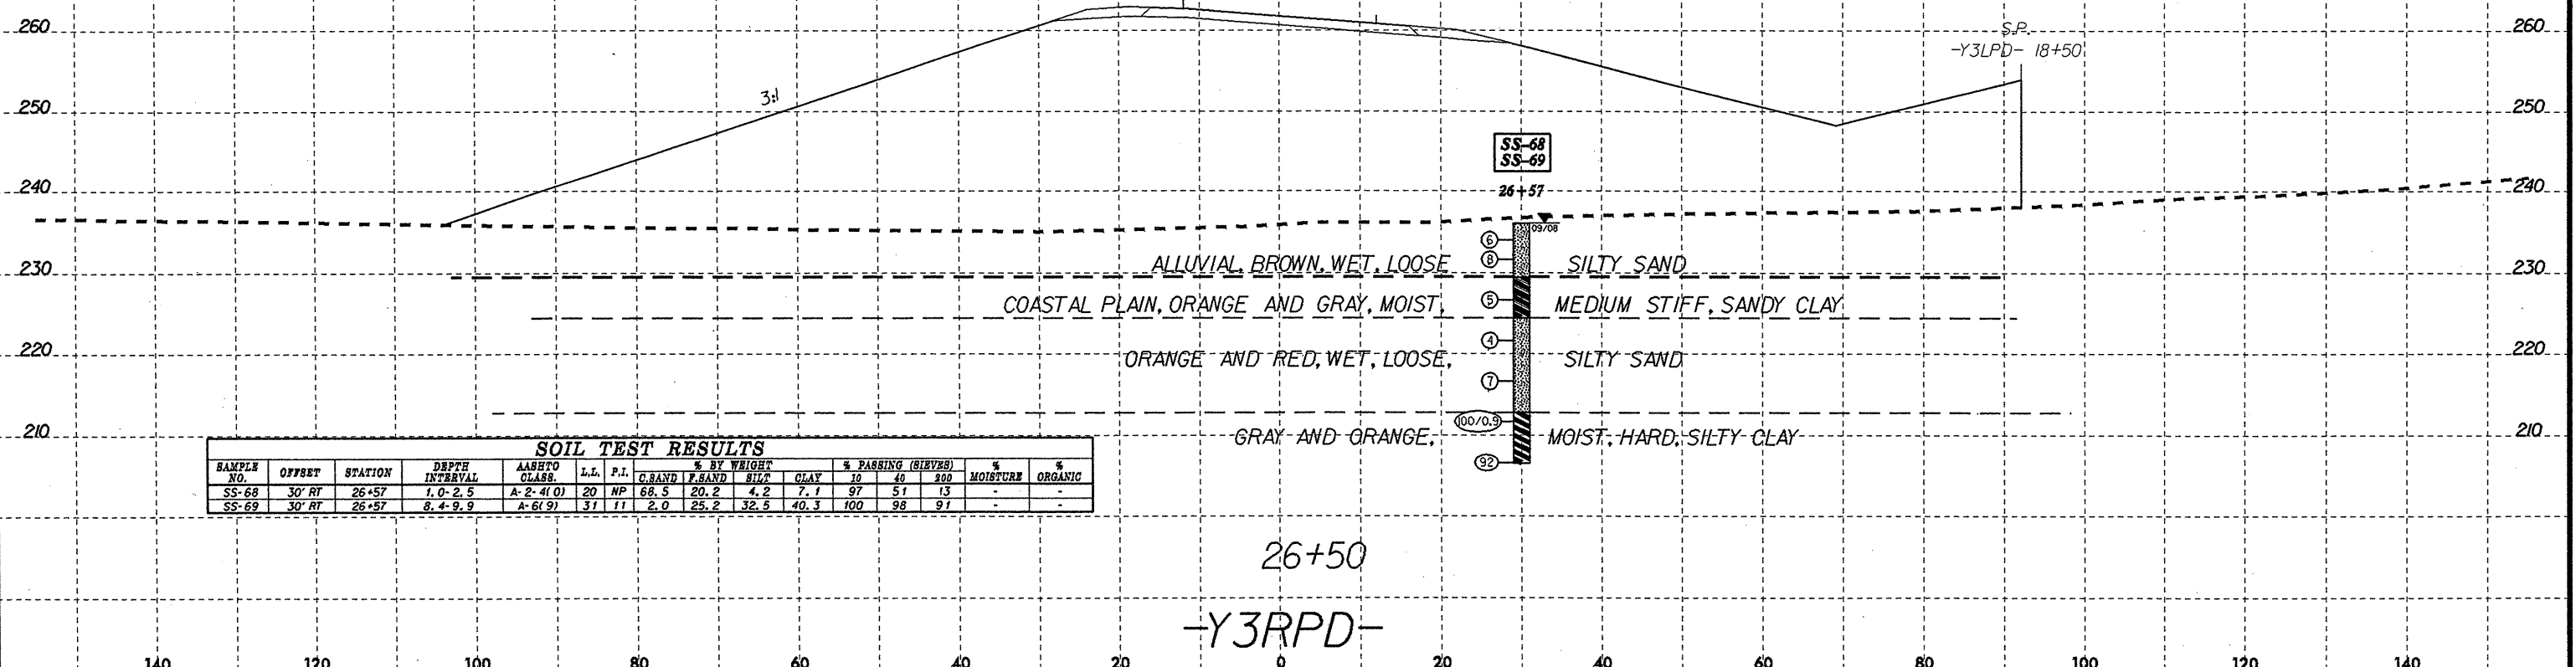 260 260
S.P.
-Y3LPD- 18+50
3:1
250 250
SS-68
SS-69
240 26+57 240
09/08
6
ALLUVIAL, BROWN, WET, LOOSE 8 SILTY SAND
230 230
COASTAL PLAIN, ORANGE AND GRAY, MOIST, 5 MEDIUM STIFF, SANDY CLAY
4
220 220
ORANGE AND RED, WET, LOOSE, SILTY SAND
7
100/0.9
210 GRAY AND ORANGE, MOIST, HARD, SILTY CLAY 210
92
SOIL TEST RESULTS
SAMPLE NO. OFFSET STATION DEPTH INTERVAL AASHTO CLASS. L.L. P.I. % BY WEIGHT C.SAND F.SAND SILT CLAY % PASSING (SIEVES) 10 40 200 % MOISTURE % ORGANIC
SS-68 30' RT 26+57 1.0-2.5 A-2-4(0) 20 NP 68.5 20.2 4.2 7.1 97 51 13 - -
SS-69 30' RT 26+57 8.4-9.9 A-6(9) 31 11 2.0 25.2 32.5 40.3 100 98 91 - -
26+50
-Y3RPD-
140 120 100 80 60 40 20 0 20 40 60 80 100 120 140